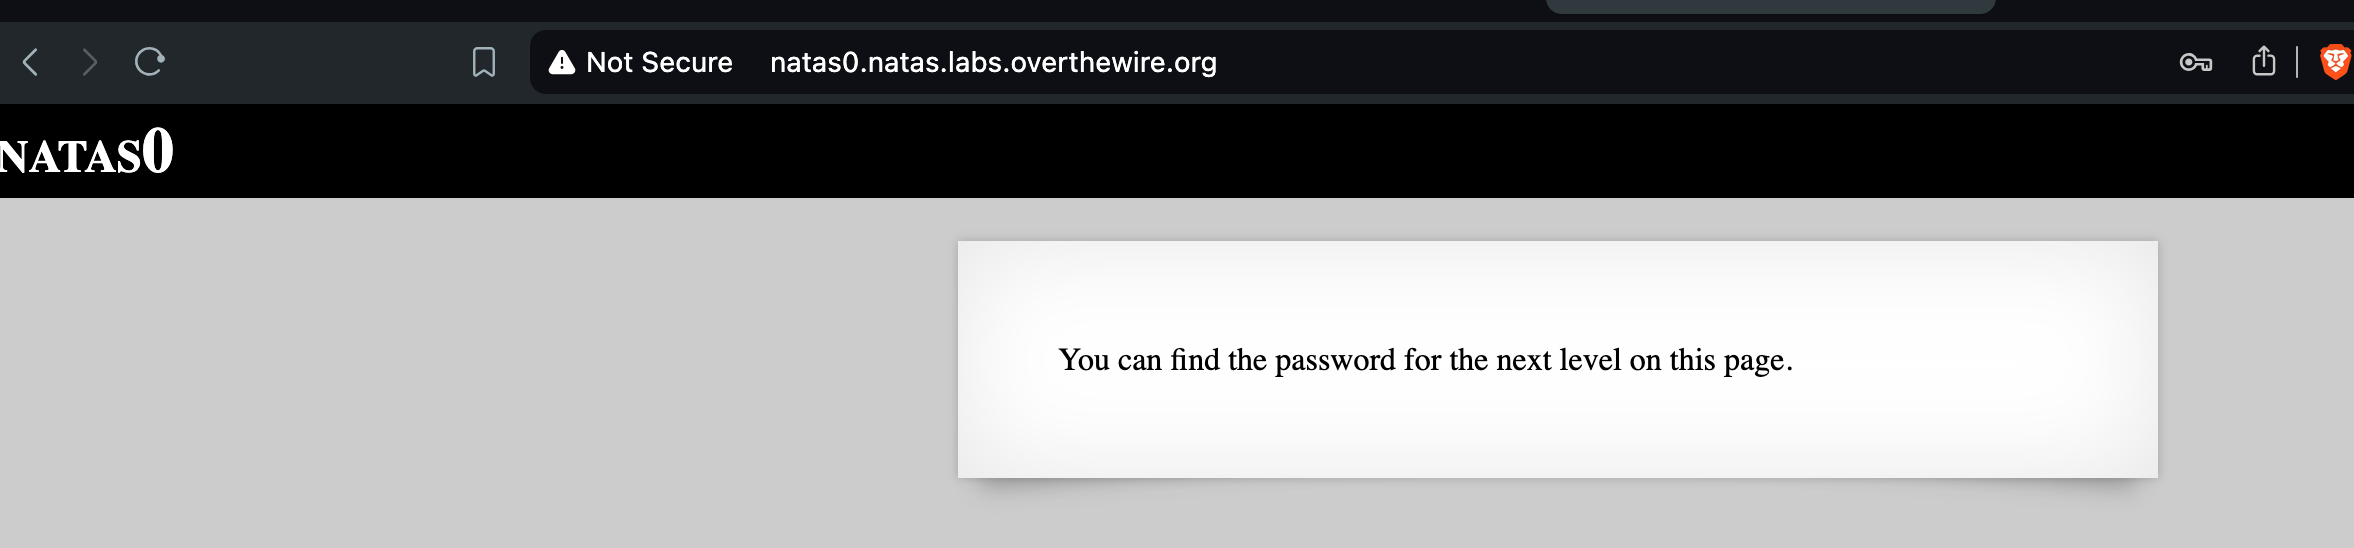 Not Secure natas0.natas.labs.overthewire.org
NATAS0
You can find the password for the next level on this page.